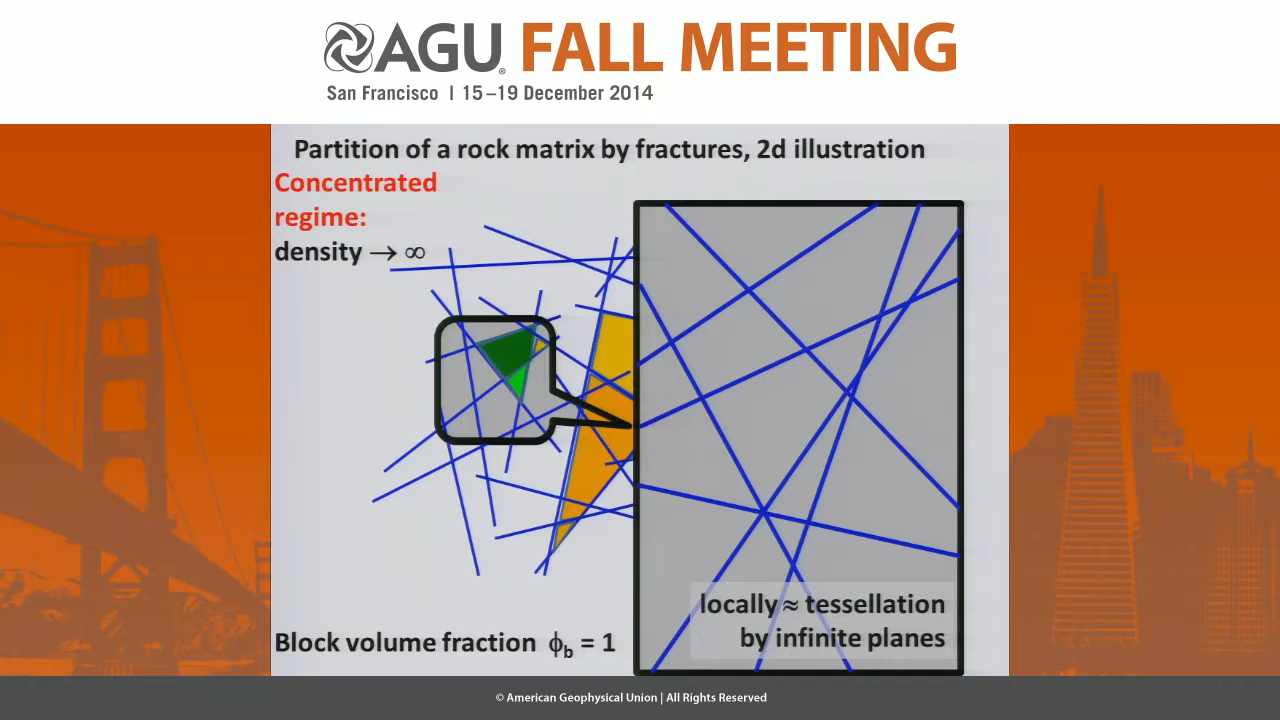 AGU® FALL MEETING
San Francisco | 15–19 December 2014
Partition of a rock matrix by fractures, 2d illustration
Concentrated
regime:
density → ∞
locally ≈ tessellation
by infinite planes
Block volume fraction ϕb = 1
© American Geophysical Union | All Rights Reserved